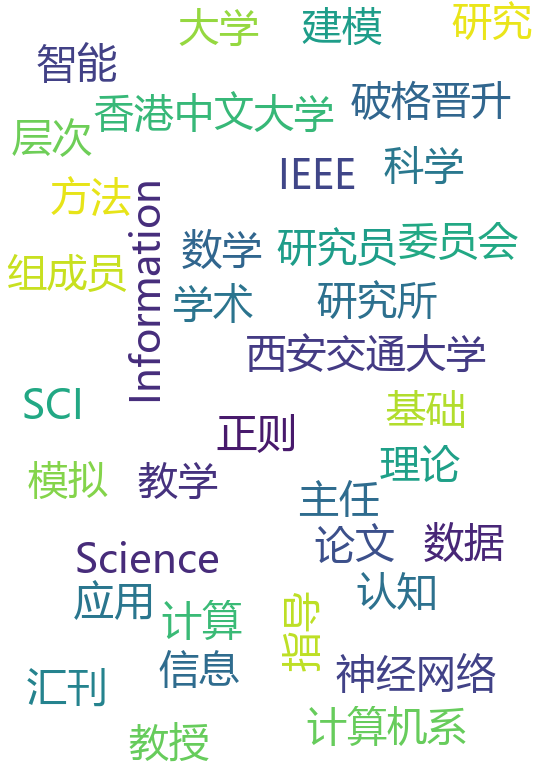 大学
建模
研究
智能
香港中文大学
破格晋升
层次
IEEE
科学
方法
Information
数学
研究员
委员会
组成员
学术
研究所
西安交通大学
SCI
基础
正则
理论
模拟
教学
主任
论文
数据
Science
应用
计算
指导
认知
信息
神经网络
汇刊
教授
计算机系